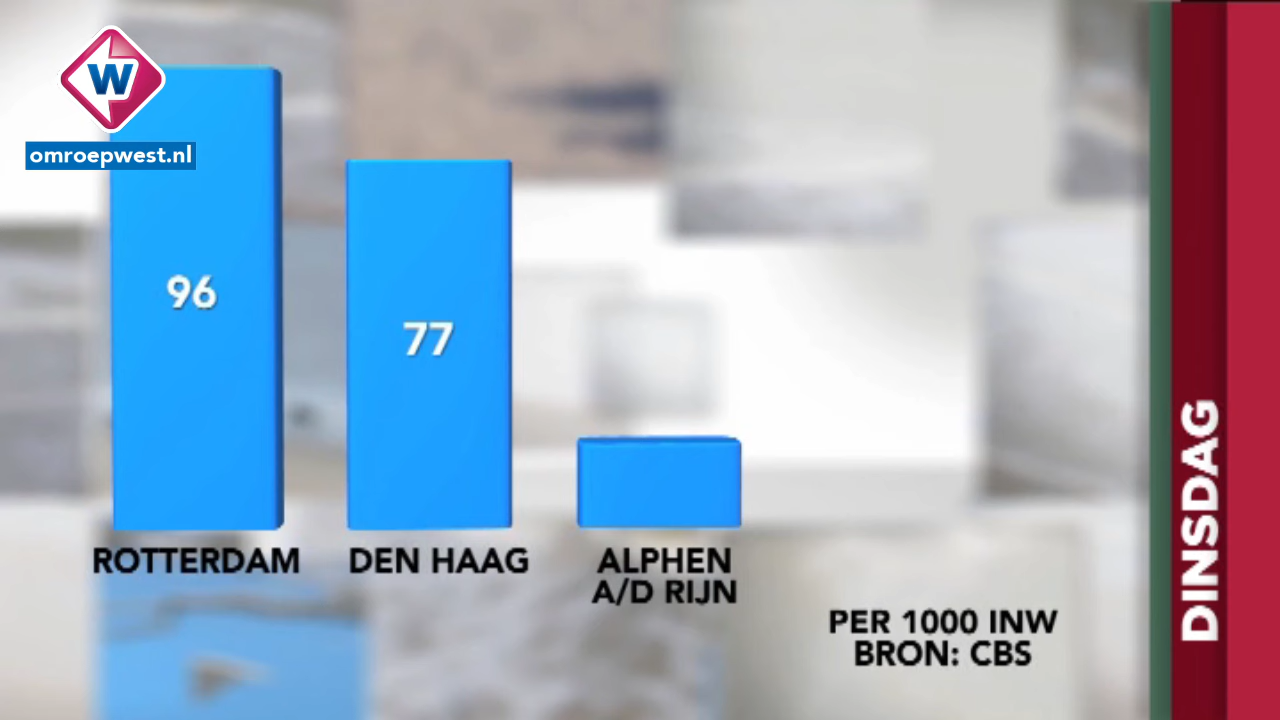 W
omroepwest.nl
96
77
ROTTERDAM
DEN HAAG
ALPHEN
A/D RIJN
PER 1000 INW
BRON: CBS
DINSDAG